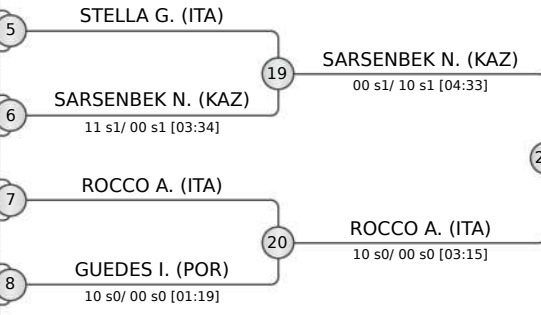 STELLA G. (ITA)
5
19
SARSENBEK N. (KAZ)
00 s1/ 10 s1 [04:33]
SARSENBEK N. (KAZ)
6
11 s1/ 00 s1 [03:34]
ROCCO A. (ITA)
7
20
ROCCO A. (ITA)
10 s0/ 00 s0 [03:15]
GUEDES I. (POR)
8
10 s0/ 00 s0 [01:19]